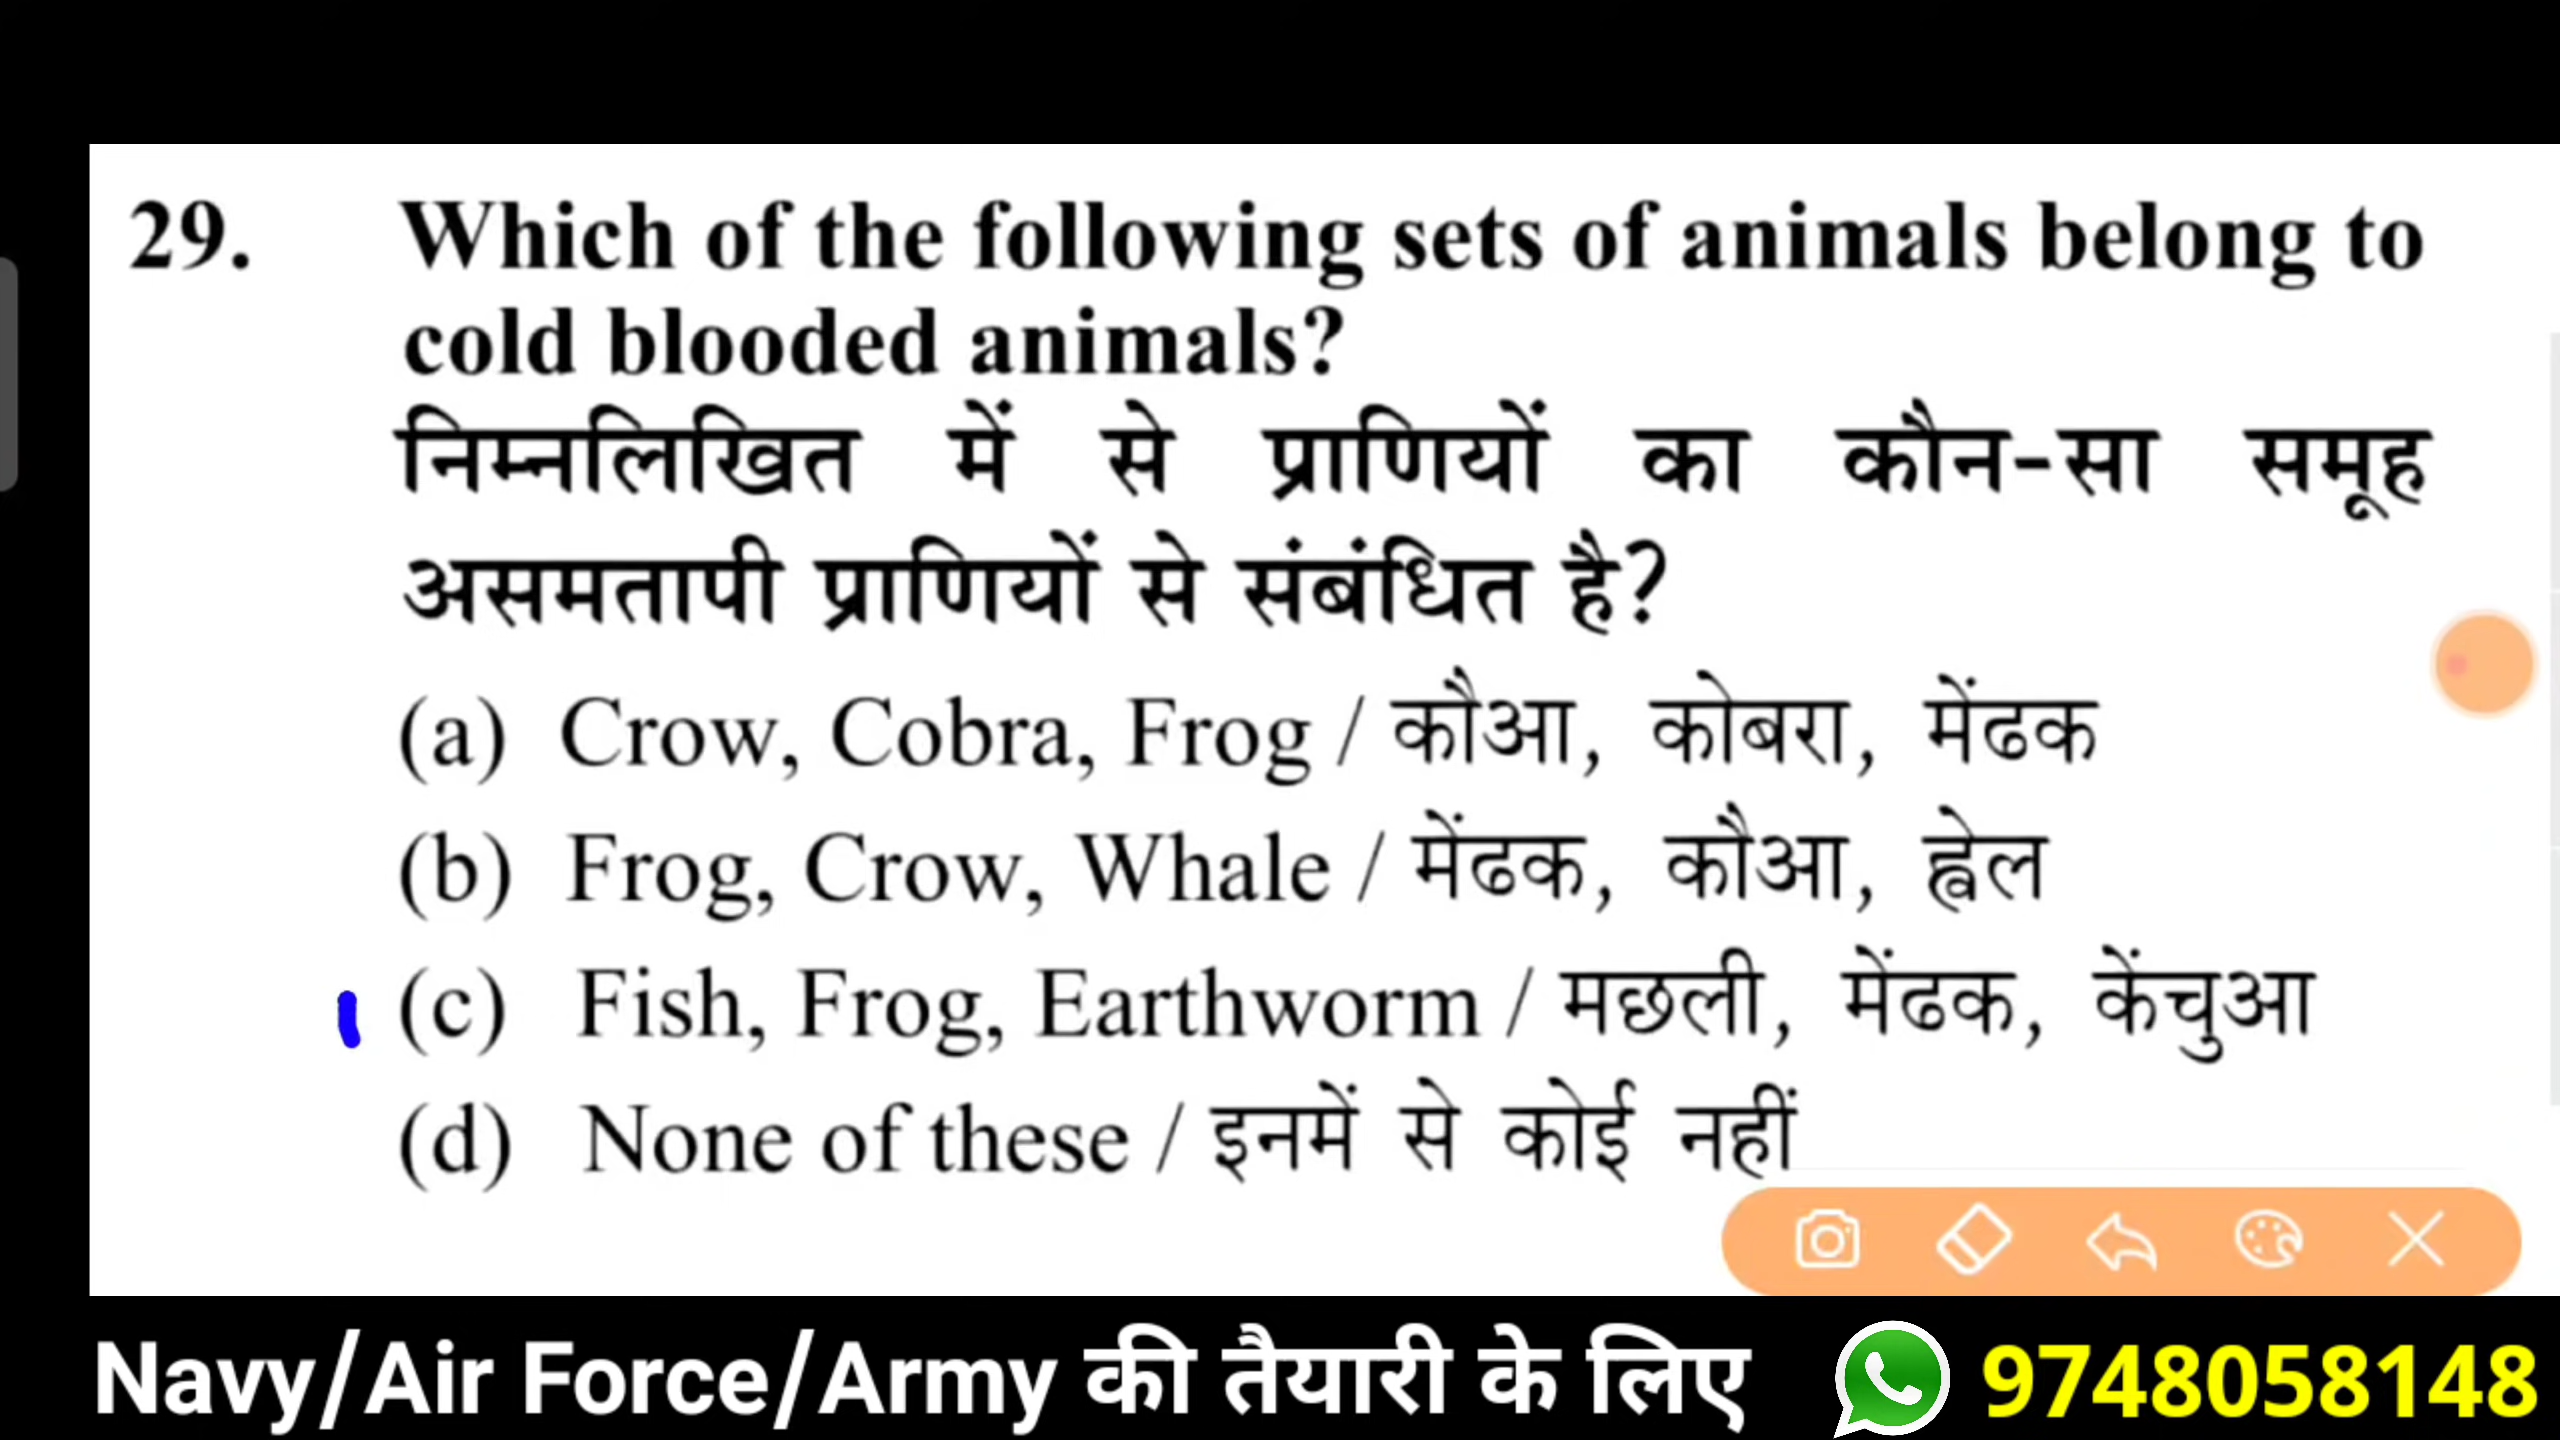 29. Which of the following sets of animals belong to
cold blooded animals?
निम्नलिखित में से प्राणियों का कौन-सा समूह
असमतापी प्राणियों से संबंधित है?
(a) Crow, Cobra, Frog / कौआ, कोबरा, मेंढक
(b) Frog, Crow, Whale / मेंढक, कौआ, ह्वेल
(c) Fish, Frog, Earthworm / मछली, मेंढक, केंचुआ
(d) None of these / इनमें से कोई नहीं
Navy/Air Force/Army की तैयारी के लिए 9748058148